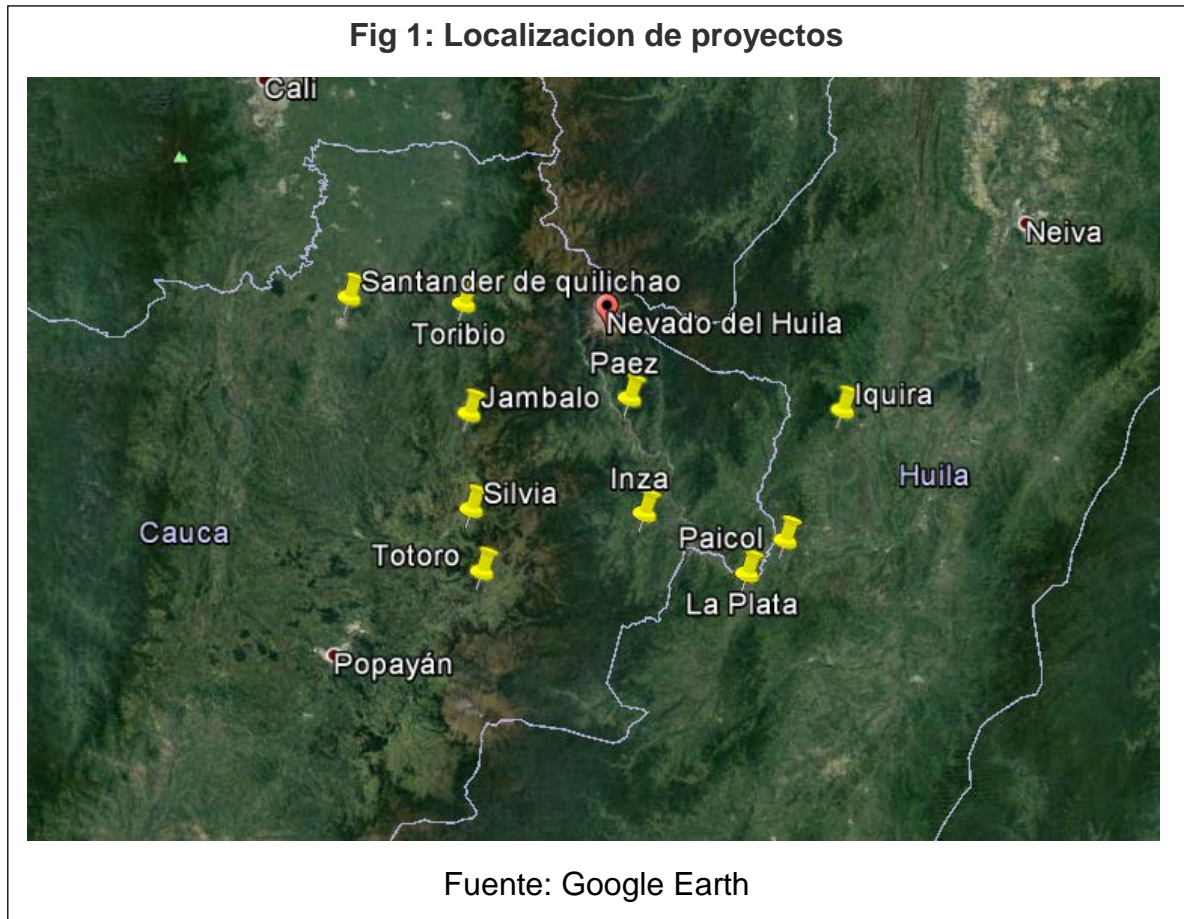 Fig 1: Localizacion de proyectos
Cali
Neiva
Santander de quilichao
Toribio
Nevado del Huila
Paez
Jambalo
Iquira
Huila
Inza
Silvia
Cauca
Paicol
Totoro
La Plata
Popayán
Fuente: Google Earth